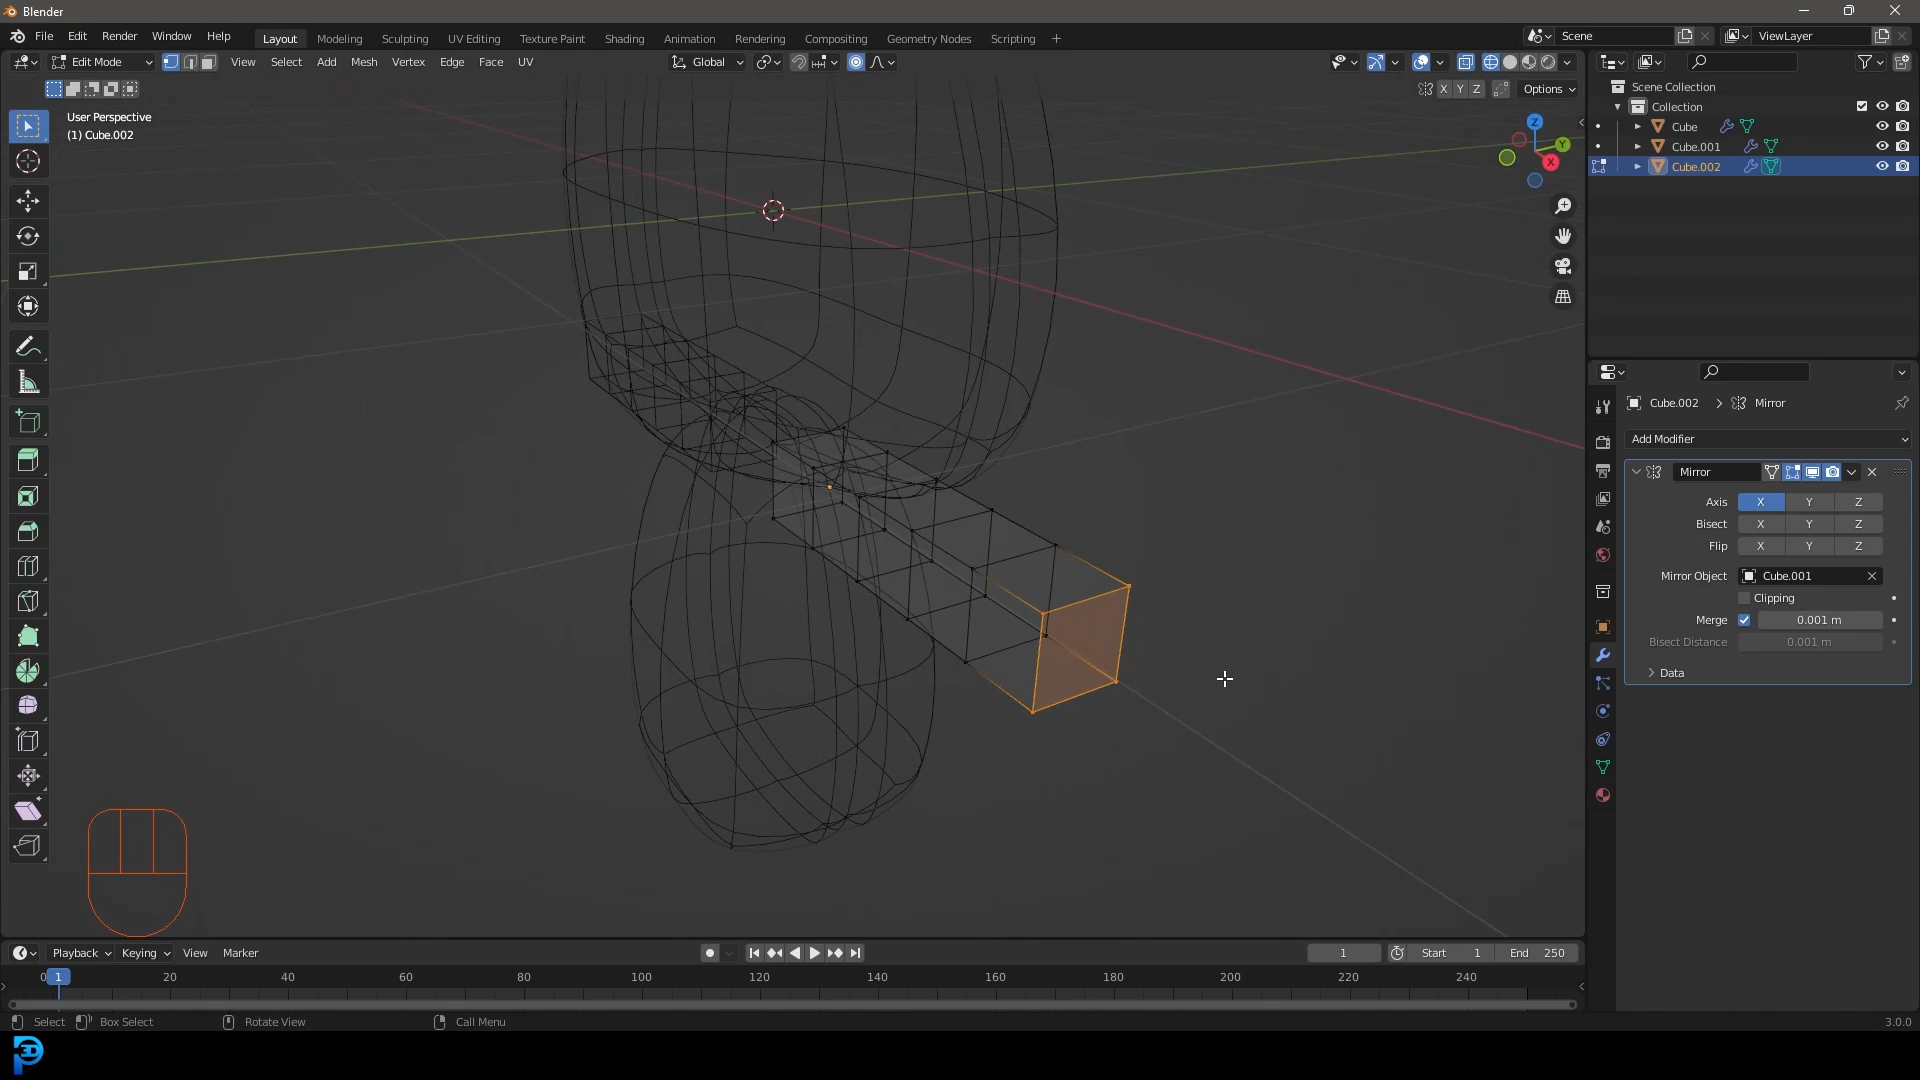 Blender
File Edit Render Window Help Layout Modeling Sculpting UV Editing Texture Paint Shading Animation Rendering Compositing Geometry Nodes Scripting + Scene ViewLayer
Edit Mode View Select Add Mesh Vertex Edge Face UV Global
X Y Z Options
User Perspective
(1) Cube.002
Z
Y
X
Scene Collection
Collection
Cube
Cube.001
Cube.002
Cube.002 > Mirror
Add Modifier
Mirror
Axis X Y Z
Bisect X Y Z
Flip X Y Z
Mirror Object Cube.001
Clipping
Merge 0.001 m
Bisect Distance 0.001 m
Data
Playback Keying View Marker 1 Start 1 End 250
0 1 20 40 60 80 100 120 140 160 180 200 220 240
Select Box Select Rotate View Call Menu 3.0.0
3D